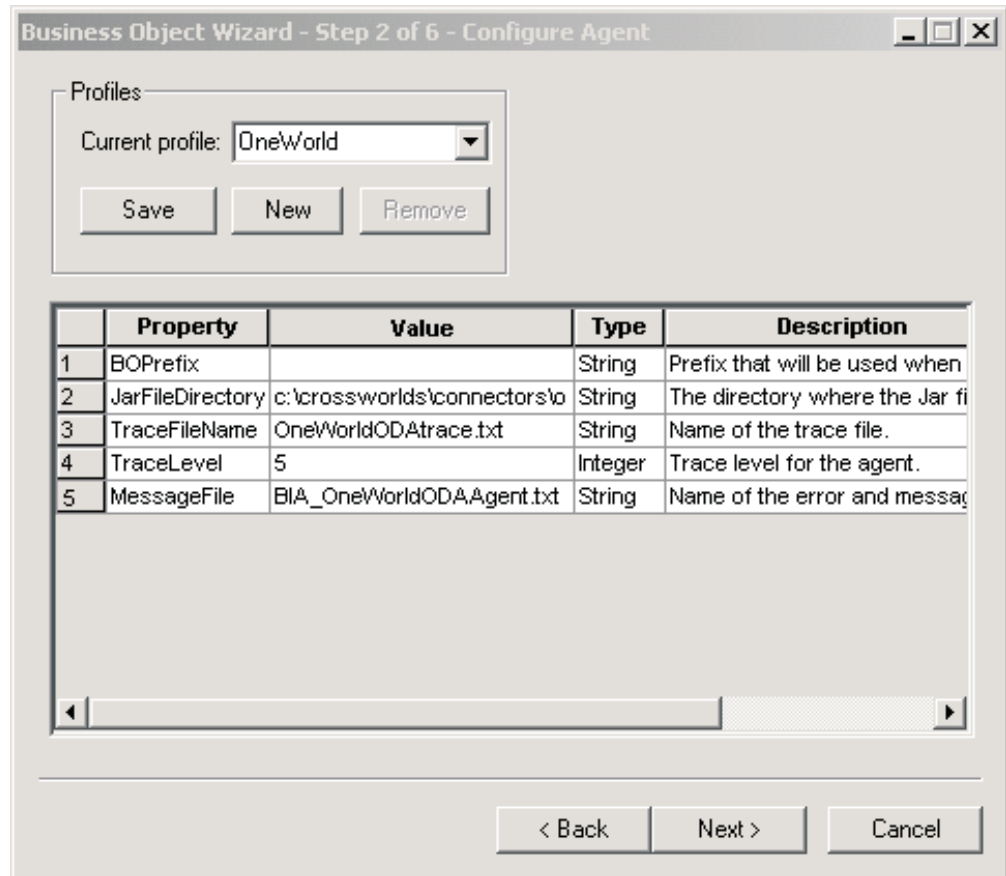 Business Object Wizard - Step 2 of 6 - Configure Agent
Profiles
Current profile: OneWorld
Save New Remove
Property Value Type Description
1 BOPrefix String Prefix that will be used when
2 JarFileDirectory c:\crossworlds\connectors\o String The directory where the Jar fi
3 TraceFileName OneWorldODAtrace.txt String Name of the trace file.
4 TraceLevel 5 Integer Trace level for the agent.
5 MessageFile BIA_OneWorldODAAgent.txt String Name of the error and messag
< Back Next > Cancel